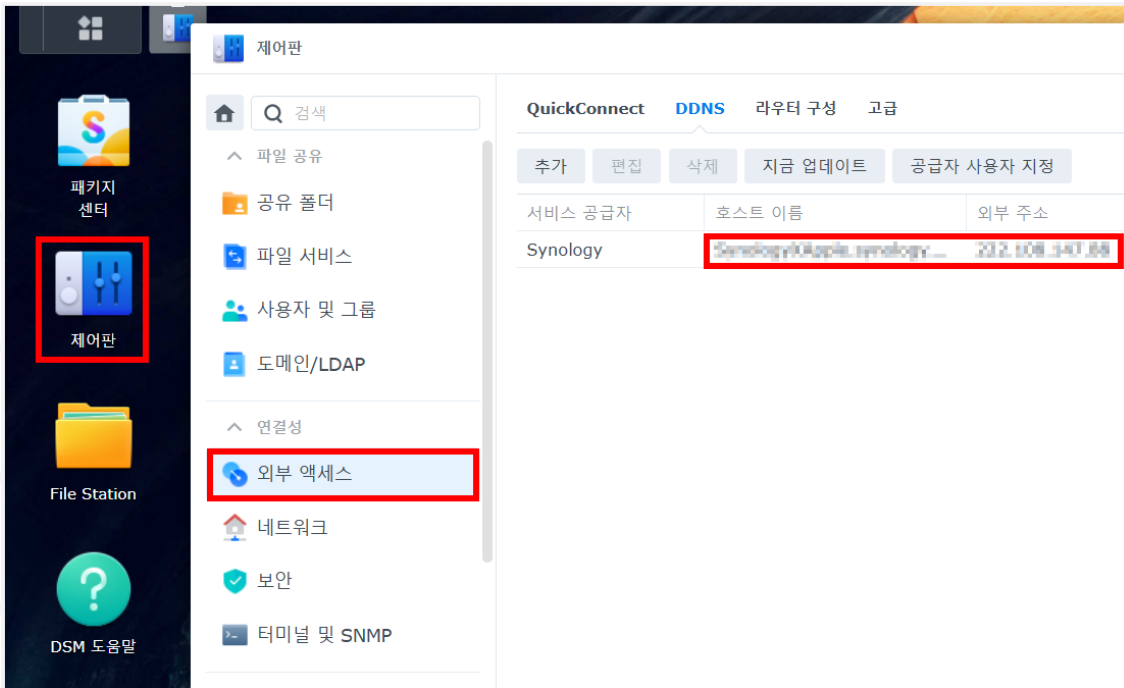 제어판
패키지
센터
제어판
File Station
DSM 도움말
검색
파일 공유
공유 폴더
파일 서비스
사용자 및 그룹
도메인/LDAP
연결성
외부 액세스
네트워크
보안
터미널 및 SNMP
QuickConnect DDNS 라우터 구성 고급
추가 편집 삭제 지금 업데이트 공급자 사용자 지정
서비스 공급자 호스트 이름 외부 주소
Synology